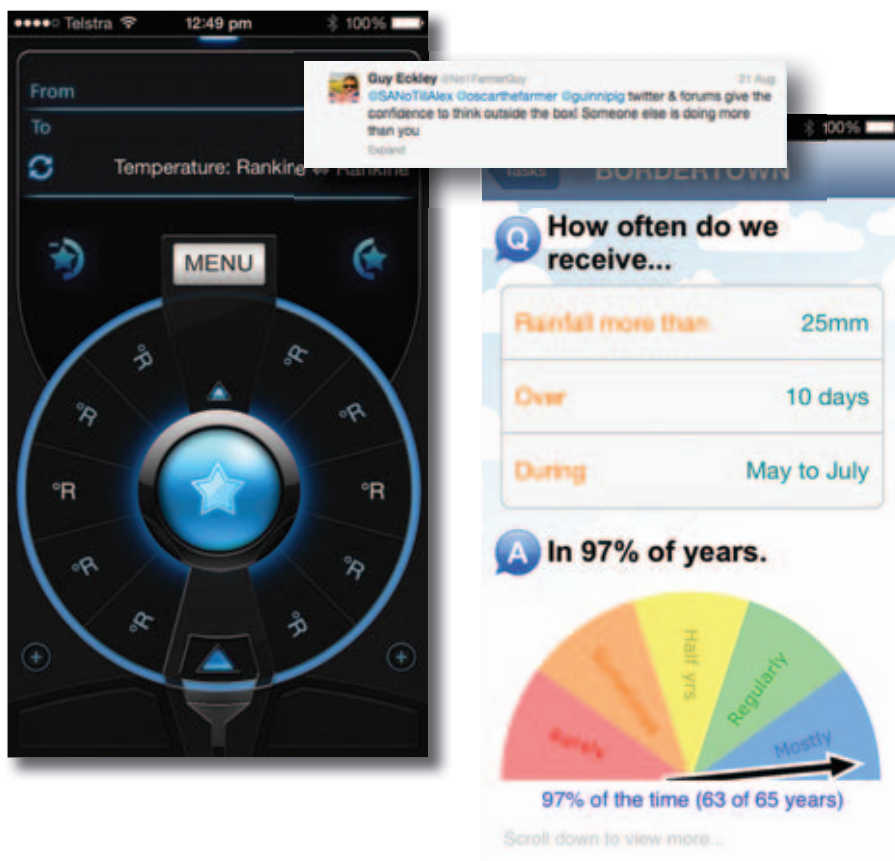 Telstra 12:49 pm 100%
From
To
Temperature: Rankine ⇔ Rankine
MENU
°R
°R
°R
°R
°R
°R
°R
°R
°R
°R
Guy Eckley @No1FarmerGuy 21 Aug
@SANoTillAlex @oscarthefarmer @guinnipig twitter & forums give the
confidence to think outside the box! Someone else is doing more
than you
Expand
100%
Tasks BORDERTOWN
Q How often do we
receive...
Rainfall more than 25mm
Over 10 days
During May to July
A In 97% of years.
Rarely
Half yrs
Regularly
Mostly
97% of the time (63 of 65 years)
Scroll down to view more...